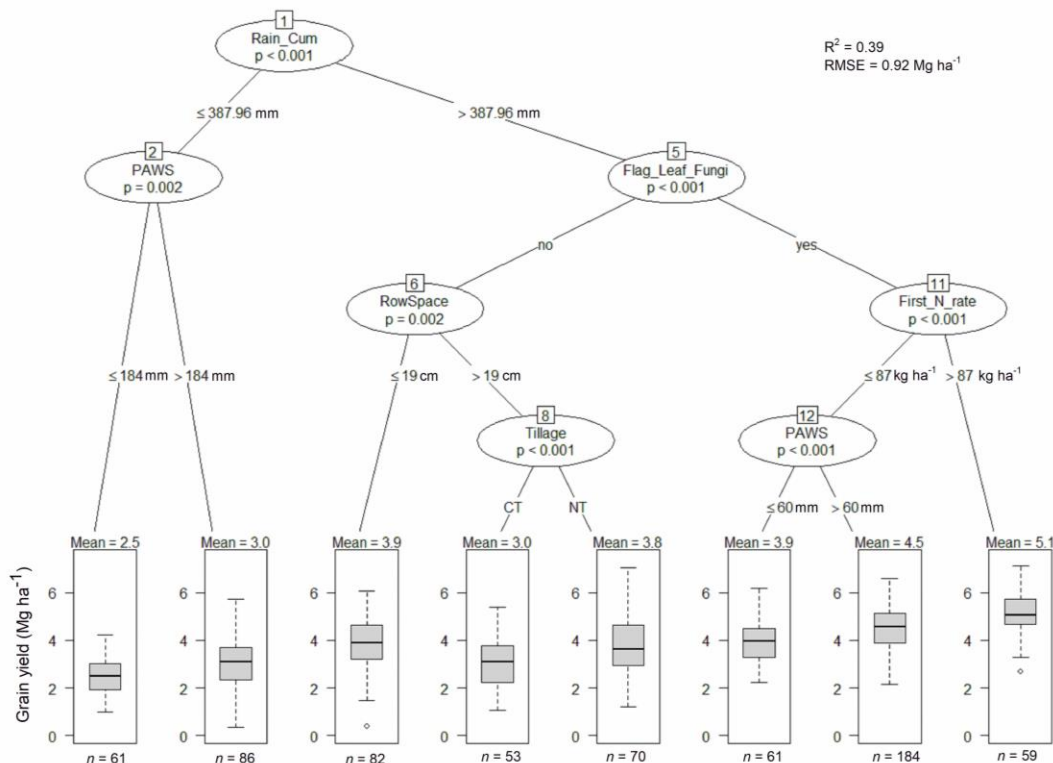 1
Rain_Cum
p < 0.001
R² = 0.39
RMSE = 0.92 Mg ha⁻¹
≤ 387.96 mm
> 387.96 mm
2
PAWS
p = 0.002
5
Flag_Leaf_Fungi
p < 0.001
no
yes
6
RowSpace
p = 0.002
11
First_N_rate
p < 0.001
≤ 184 mm
> 184 mm
≤ 19 cm
> 19 cm
≤ 87 kg ha⁻¹
> 87 kg ha⁻¹
8
Tillage
p < 0.001
12
PAWS
p < 0.001
CT
NT
≤ 60 mm
> 60 mm
Mean = 2.5
Mean = 3.0
Mean = 3.9
Mean = 3.0
Mean = 3.8
Mean = 3.9
Mean = 4.5
Mean = 5.1
Grain yield (Mg ha⁻¹)
6 6 6 6 6 6 6 6
4 4 4 4 4 4 4 4
2 2 2 2 2 2 2 2
0 0 0 0 0 0 0 0
n = 61
n = 86
n = 82
n = 53
n = 70
n = 61
n = 184
n = 59